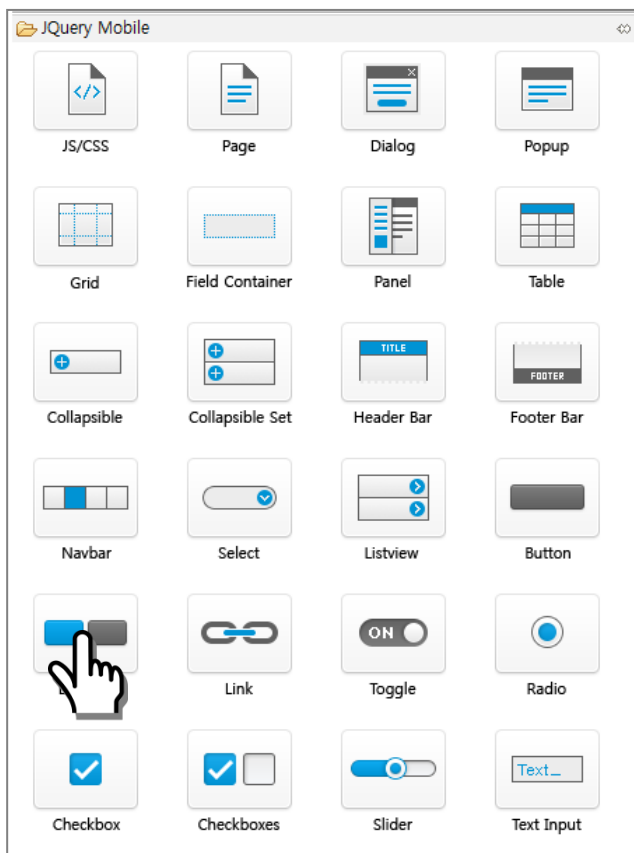 JQuery Mobile
</>
JS/CSS
Page
Dialog
Popup
Grid
Field Container
Panel
Table
TITLE
FOOTER
Collapsible
Collapsible Set
Header Bar
Footer Bar
Navbar
Select
Listview
Button
ON
Link
Toggle
Radio
Text_
Checkbox
Checkboxes
Slider
Text Input